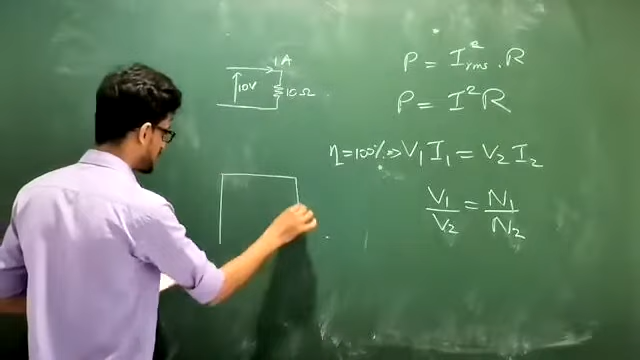 1A
10V
10Ω
P = I²rms . R
P = I²R
η=100% ⇒ V₁I₁ = V₂I₂
V₁/V₂ = N₁/N₂